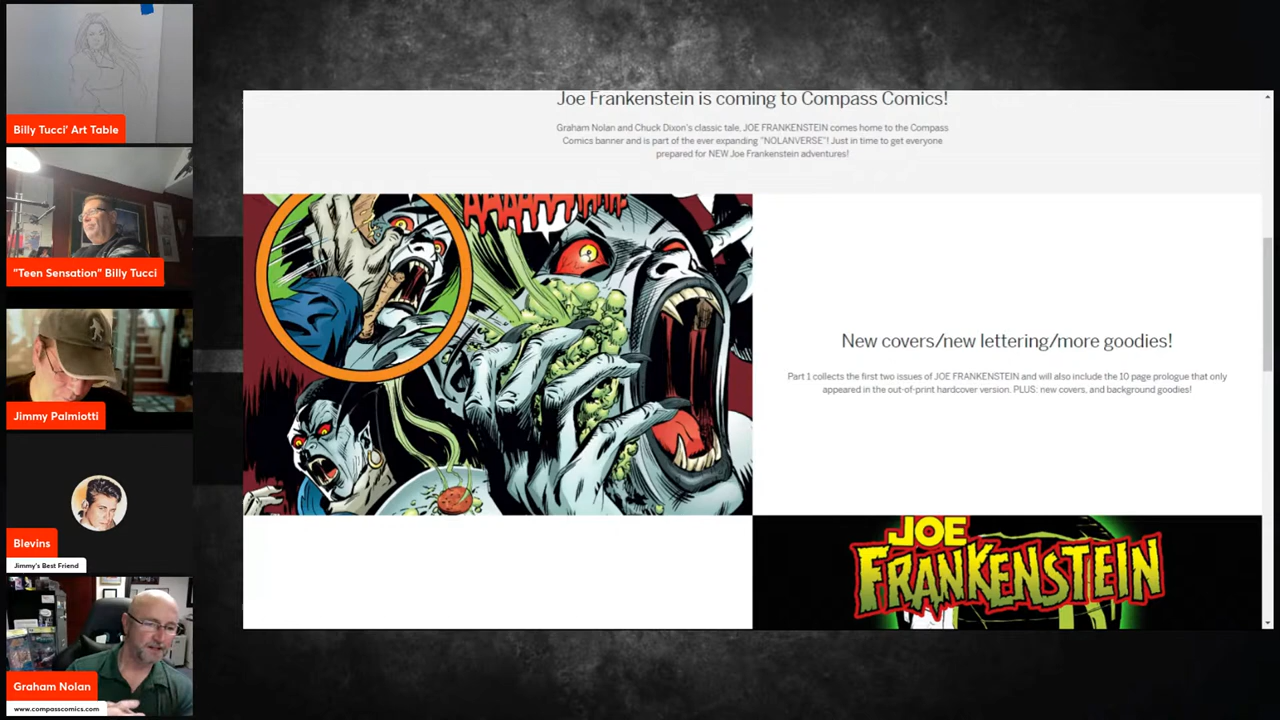 Billy Tucci' Art Table
"Teen Sensation" Billy Tucci
Jimmy Palmiotti
Blevins
Jimmy's Best Friend
Graham Nolan
www.compasscomics.com
Joe Frankenstein is coming to Compass Comics!
Graham Nolan and Chuck Dixon's classic tale, JOE FRANKENSTEIN comes home to the Compass
Comics banner and is part of the ever expanding "NOLANVERSE"! Just in time to get everyone
prepared for NEW Joe Frankenstein adventures!
New covers/new lettering/more goodies!
Part 1 collects the first two issues of JOE FRANKENSTEIN and will also include the 10 page prologue that only
appeared in the out-of-print hardcover version. PLUS: new covers, and background goodies!
JOE
FRANKENSTEIN